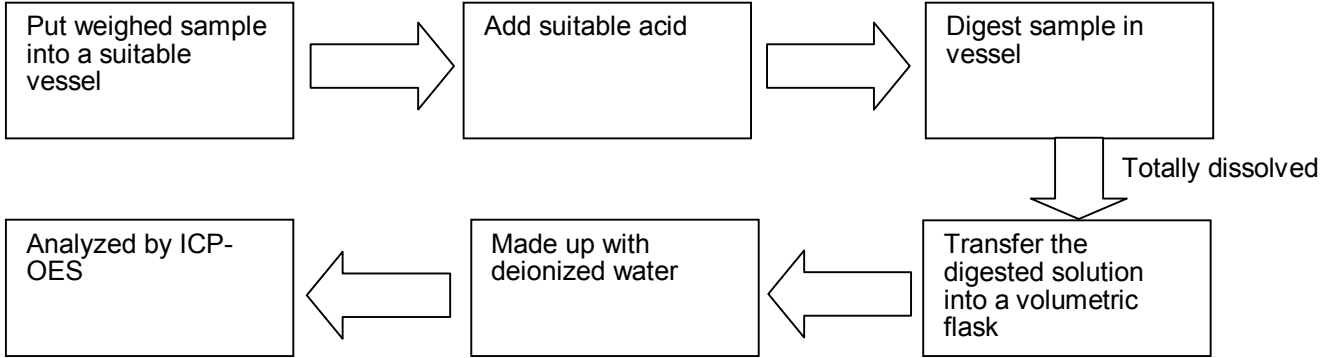 Put weighed sample
into a suitable
vessel
Add suitable acid
Digest sample in
vessel
Totally dissolved
Transfer the
digested solution
into a volumetric
flask
Made up with
deionized water
Analyzed by ICP-
OES